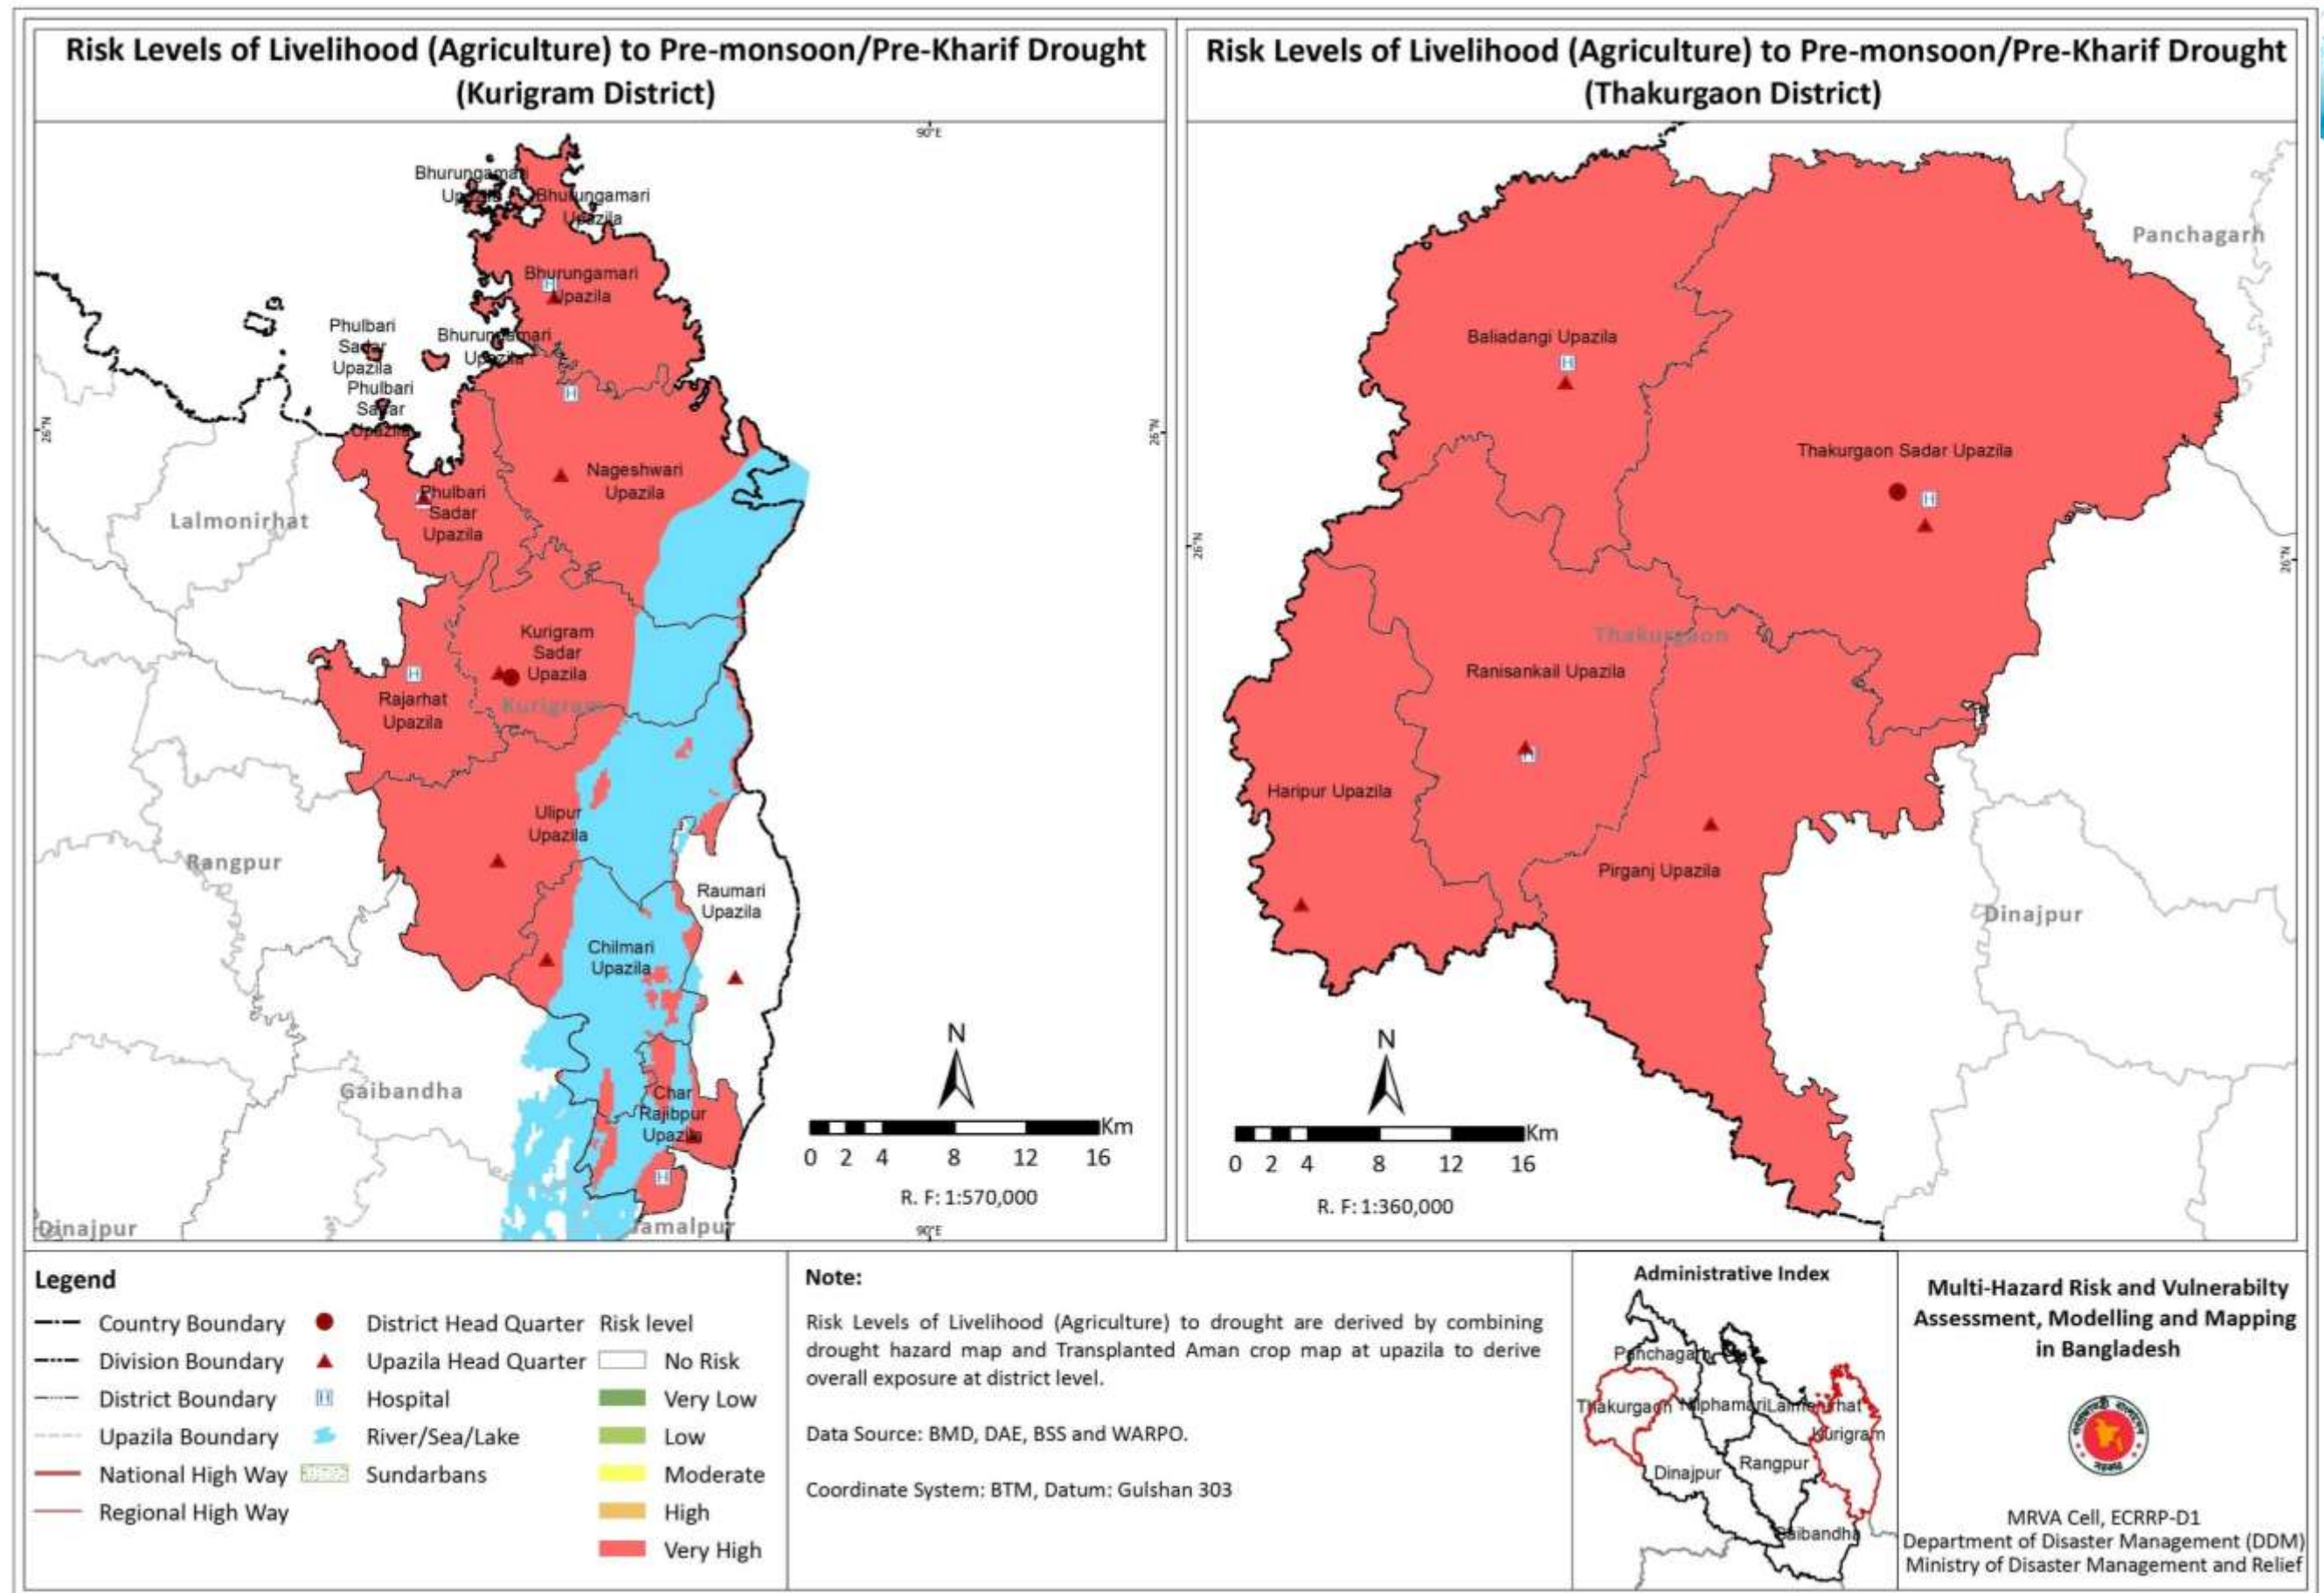 Risk Levels of Livelihood (Agriculture) to Pre-monsoon/Pre-Kharif Drought
(Kurigram District)
90°E
Bhurungamari
Upazila
Bhurungamari
Upazila
Bhurungamari
Upazila
Phulbari
Sadar
Upazila
Bhurungamari
Upazila
Phulbari
Sadar
Upazila
26°N
26°N
Nageshwari
Upazila
Phulbari
Sadar
Upazila
Lalmonirhat
Kurigram
Sadar
Upazila
Rajarhat
Upazila
Kurigram
Ulipur
Upazila
Rangpur
Raumari
Upazila
Chilmari
Upazila
Gaibandha
Char
Rajibpur
Upazila
N
Km
0 2 4 8 12 16
R. F: 1:570,000
Dinajpur
Jamalpur
90°E
Risk Levels of Livelihood (Agriculture) to Pre-monsoon/Pre-Kharif Drought
(Thakurgaon District)
Panchagarh
Baliadangi Upazila
Thakurgaon Sadar Upazila
26°N
26°N
Thakurgaon
Ranisankail Upazila
Haripur Upazila
Pirganj Upazila
Dinajpur
N
Km
0 2 4 8 12 16
R. F: 1:360,000
Legend
Country Boundary
Division Boundary
District Boundary
Upazila Boundary
National High Way
Regional High Way
District Head Quarter
Upazila Head Quarter
H Hospital
River/Sea/Lake
Sundarbans
Risk level
No Risk
Very Low
Low
Moderate
High
Very High
Note:
Risk Levels of Livelihood (Agriculture) to drought are derived by combining
drought hazard map and Transplanted Aman crop map at upazila to derive
overall exposure at district level.
Data Source: BMD, DAE, BSS and WARPO.
Coordinate System: BTM, Datum: Gulshan 303
Administrative Index
Panchagarh
Thakurgaon
Nilphamari
Lalmonirhat
Kurigram
Rangpur
Dinajpur
Gaibandha
Multi-Hazard Risk and Vulnerabilty
Assessment, Modelling and Mapping
in Bangladesh
MRVA Cell, ECRRP-D1
Department of Disaster Management (DDM)
Ministry of Disaster Management and Relief